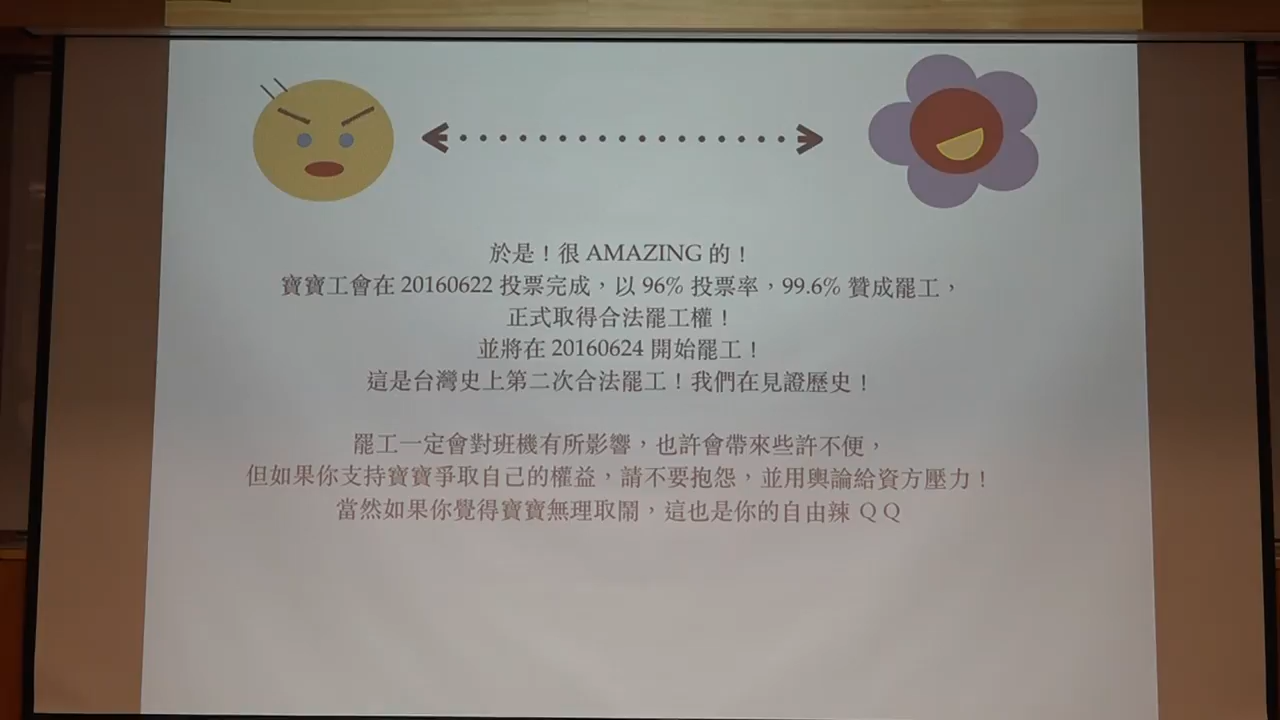 於是！很 AMAZING 的！
寶寶工會在 20160622 投票完成，以 96% 投票率，99.6% 贊成罷工，
正式取得合法罷工權！
並將在 20160624 開始罷工！
這是台灣史上第二次合法罷工！我們在見證歷史！
罷工一定會對班機有所影響，也許會帶來些許不便，
但如果你支持寶寶爭取自己的權益，請不要抱怨，並用輿論給資方壓力！
當然如果你覺得寶寶無理取鬧，這也是你的自由辣 ＱＱ